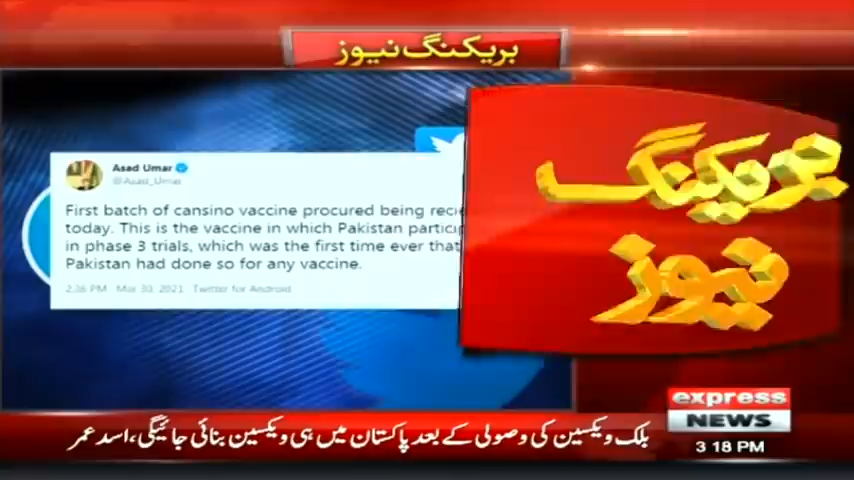 بریکنگ نیوز
Asad Umar
@Asad_Umar
First batch of cansino vaccine procured being
today. This is the vaccine in which Pakistan
in phase 3 trials, which was the first time ever that
Pakistan had done so for any vaccine.
2:36 PM Mar 30, 2021 Twitter for Android
بریکنگ
نیوز
express
NEWS
3:18 PM
بلک ویکسین کی وصولی کے بعد پاکستان میں ہی ویکسین بنائی جائیگی، اسد عمر